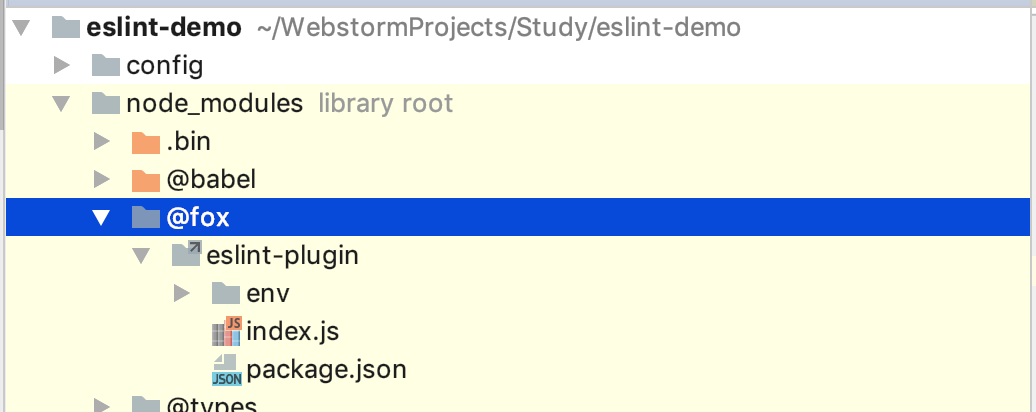 eslint-demo ~/WebstormProjects/Study/eslint-demo
config
node_modules library root
.bin
@babel
@fox
eslint-plugin
env
JS index.js
JSON package.json
@types